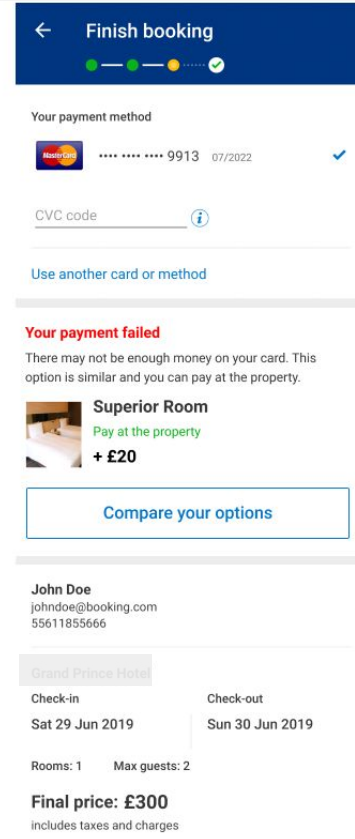 Finish booking
Your payment method
MasterCard •••• •••• •••• 9913 07/2022
CVC code
Use another card or method
Your payment failed
There may not be enough money on your card. This
option is similar and you can pay at the property.
Superior Room
Pay at the property
+ £20
Compare your options
John Doe
johndoe@booking.com
55611855666
Grand Prince Hotel
Check-in Check-out
Sat 29 Jun 2019 Sun 30 Jun 2019
Rooms: 1 Max guests: 2
Final price: £300
includes taxes and charges